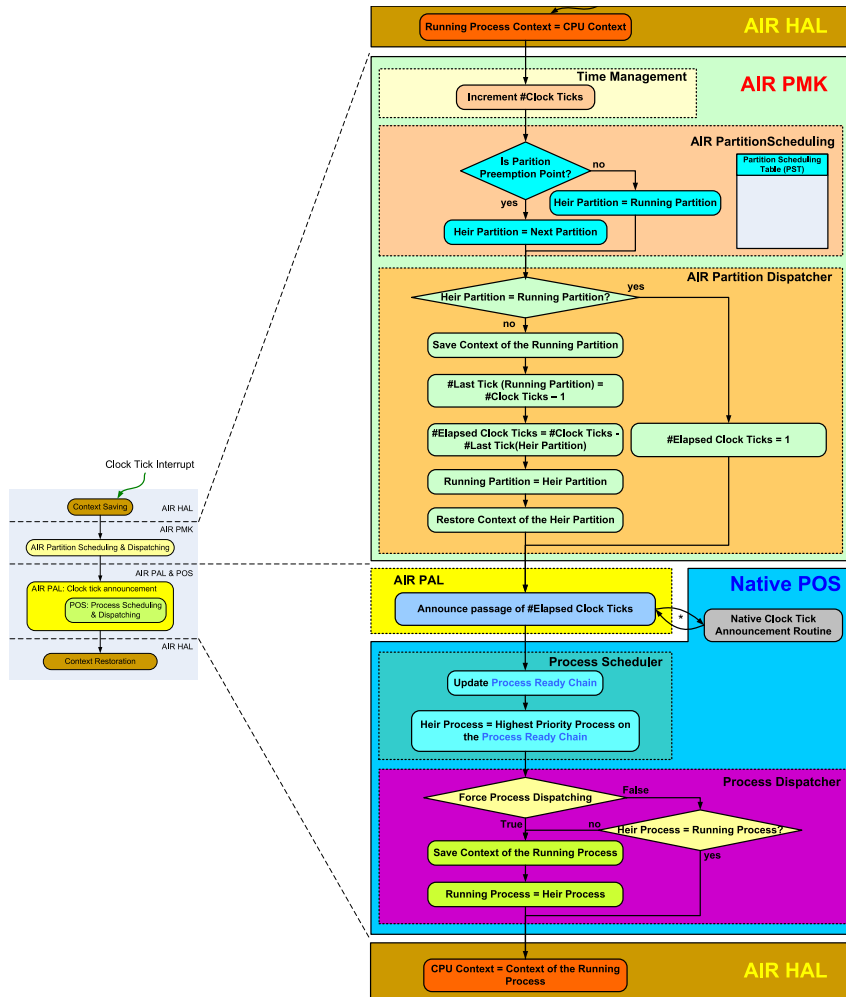 Running Process Context = CPU Context
AIR HAL
Time Management
AIR PMK
Increment #Clock Ticks
AIR PartitionScheduling
Is Partition
Preemption Point?
no
yes
Partition Scheduling
Table (PST)
Heir Partition = Running Partition
Heir Partition = Next Partition
AIR Partition Dispatcher
Heir Partition = Running Partition?
yes
no
Save Context of the Running Partition
#Last Tick (Running Partition) =
#Clock Ticks – 1
#Elapsed Clock Ticks = #Clock Ticks -
#Last Tick(Heir Partition)
#Elapsed Clock Ticks = 1
Running Partition = Heir Partition
Restore Context of the Heir Partition
Clock Tick Interrupt
Context Saving
AIR HAL
AIR PMK
AIR Partition Scheduling & Dispatching
AIR PAL & POS
AIR PAL: Clock tick announcement
POS: Process Scheduling
& Dispatching
AIR HAL
Context Restoration
AIR PAL
Native POS
Announce passage of #Elapsed Clock Ticks
*
Native Clock Tick
Announcement Routine
Process Scheduler
Update Process Ready Chain
Heir Process = Highest Priority Process on
the Process Ready Chain
Process Dispatcher
Force Process Dispatching
False
True
no
Heir Process = Running Process?
yes
Save Context of the Running Process
Running Process = Heir Process
CPU Context = Context of the Running
Process
AIR HAL